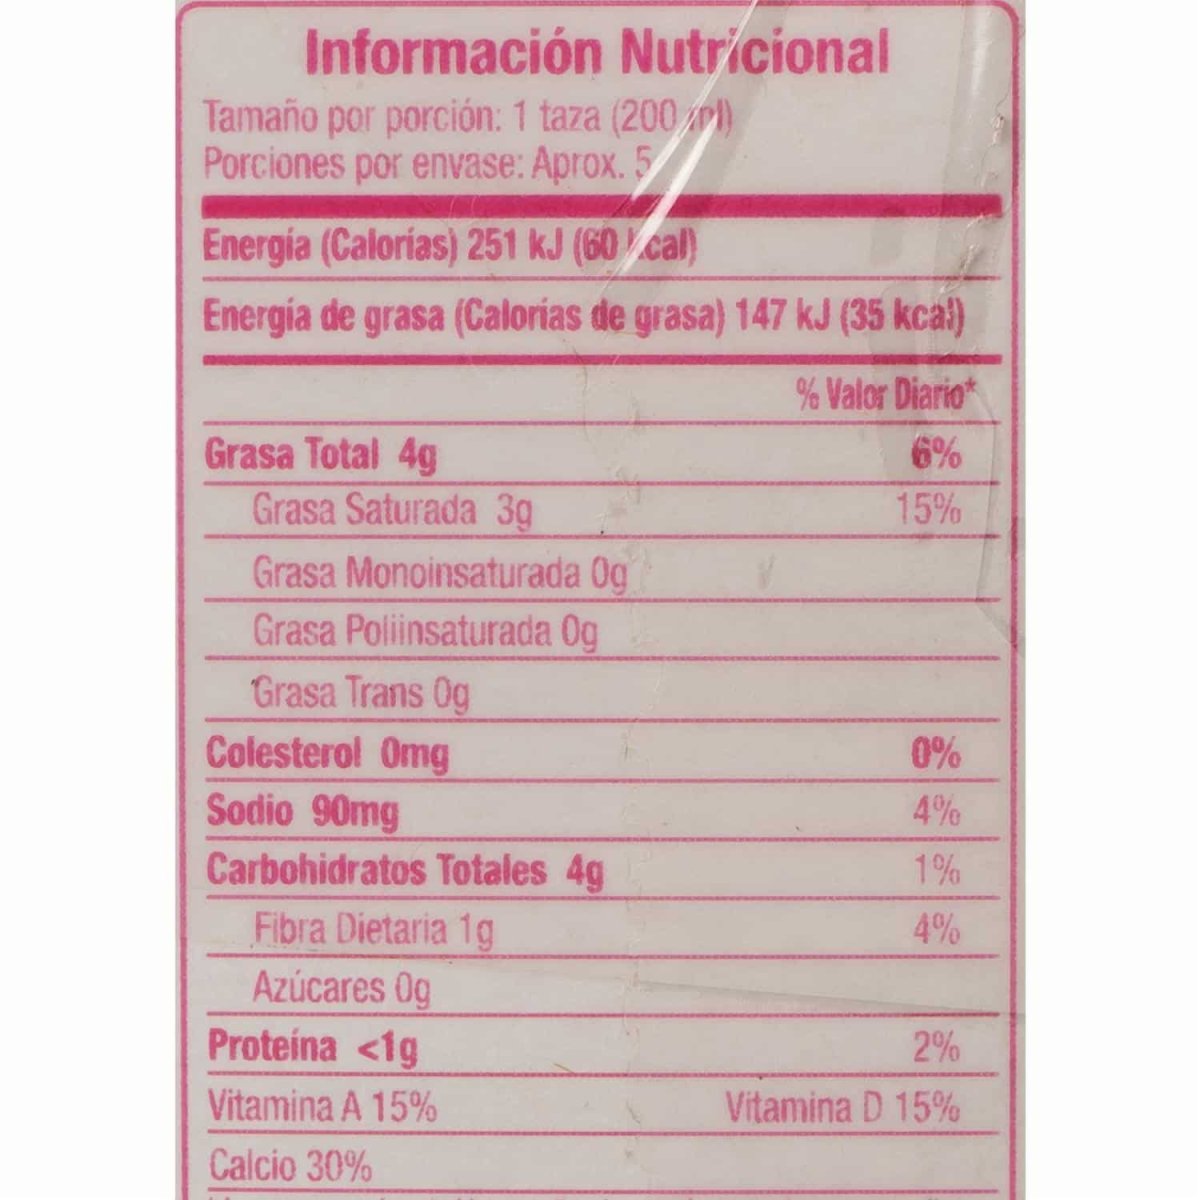 Información Nutricional
Tamaño por porción: 1 taza (200 ml)
Porciones por envase: Aprox. 5
Energía (Calorías) 251 kJ (60 kcal)
Energía de grasa (Calorías de grasa) 147 kJ (35 kcal)
% Valor Diario*
Grasa Total 4g 6%
Grasa Saturada 3g 15%
Grasa Monoinsaturada 0g
Grasa Poliinsaturada 0g
Grasa Trans 0g
Colesterol 0mg 0%
Sodio 90mg 4%
Carbohidratos Totales 4g 1%
Fibra Dietaria 1g 4%
Azúcares 0g
Proteína <1g 2%
Vitamina A 15% Vitamina D 15%
Calcio 30%